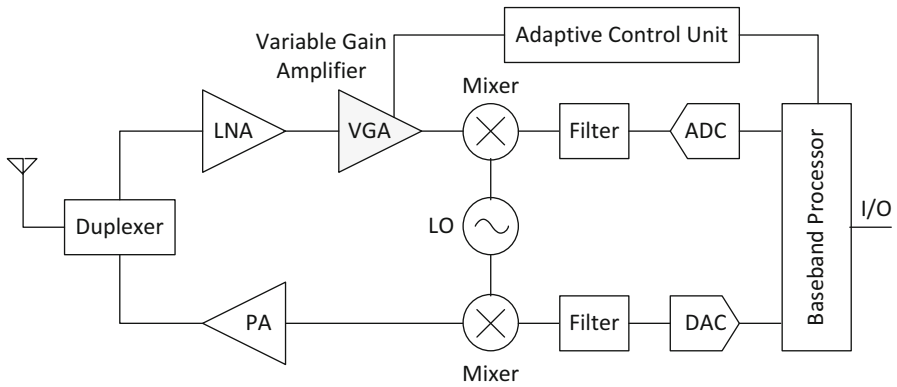 Variable Gain
Amplifier
Adaptive Control Unit
Mixer
LNA
VGA
Filter
ADC
Duplexer
LO
Baseband Processor
I/O
PA
Filter
DAC
Mixer